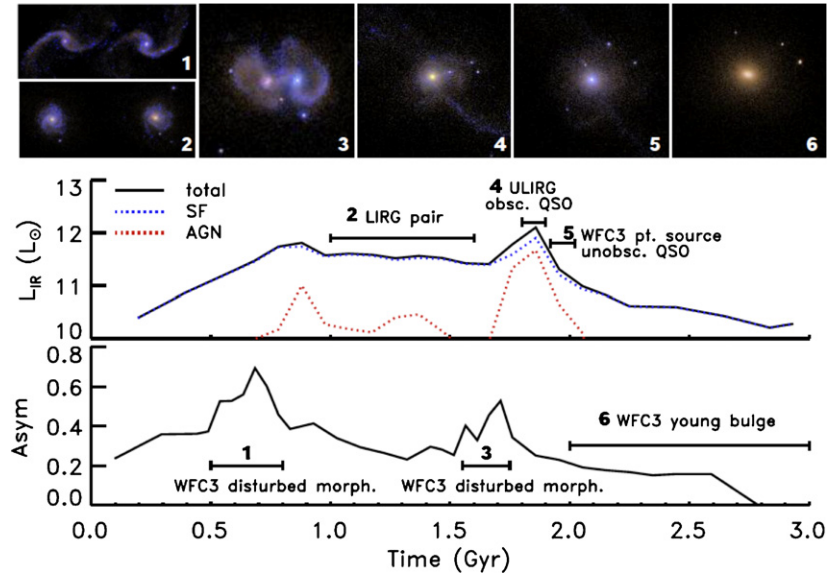 1
2
3
4
5
6
13
12
11
10
L_IR (L_⊙)
total
SF
AGN
2 LIRG pair
4 ULIRG
obsc. QSO
5 WFC3 pt. source
unobsc. QSO
0.8
0.6
0.4
0.2
0.0
Asym
1
WFC3 disturbed morph.
3
WFC3 disturbed morph.
6 WFC3 young bulge
0.0 0.5 1.0 1.5 2.0 2.5 3.0
Time (Gyr)